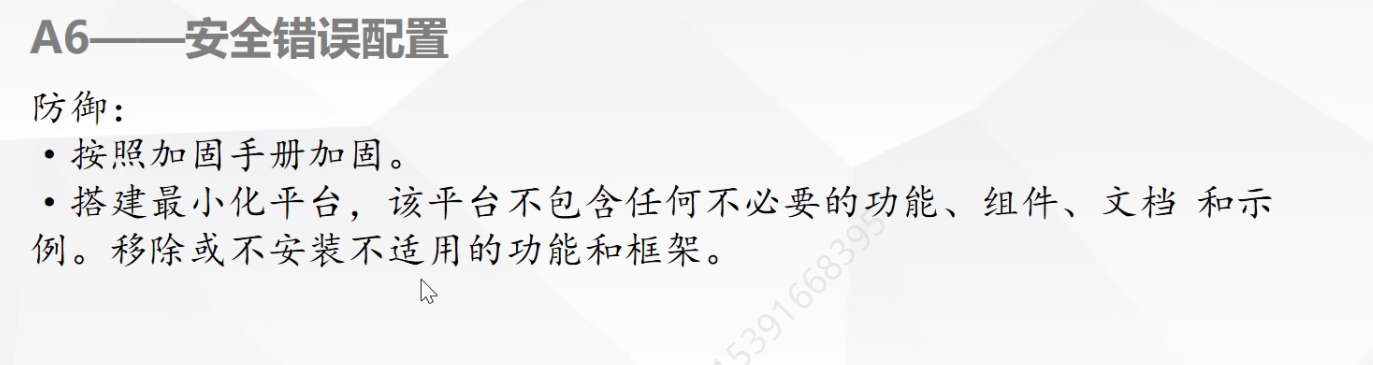 A6——安全错误配置
防御：
・按照加固手册加固。
・搭建最小化平台，该平台不包含任何不必要的功能、组件、文档 和示
例。移除或不安装不适用的功能和框架。
15391668395